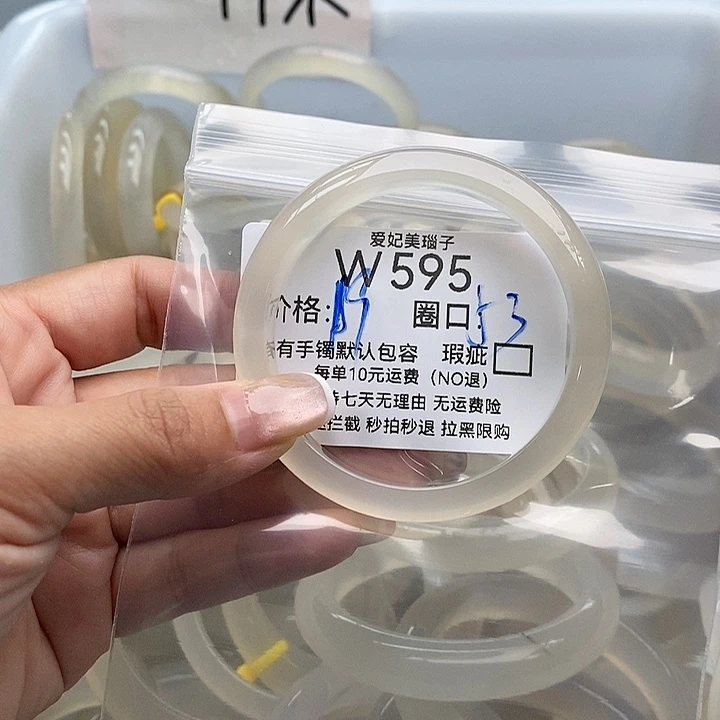 爱妃美瑙子
W595
价格: 圈口: 53
有手镯默认包容 瑕疵
每单10元运费（NO退）
七天无理由 无运费险
拦截 秒拍秒退 拉黑限购